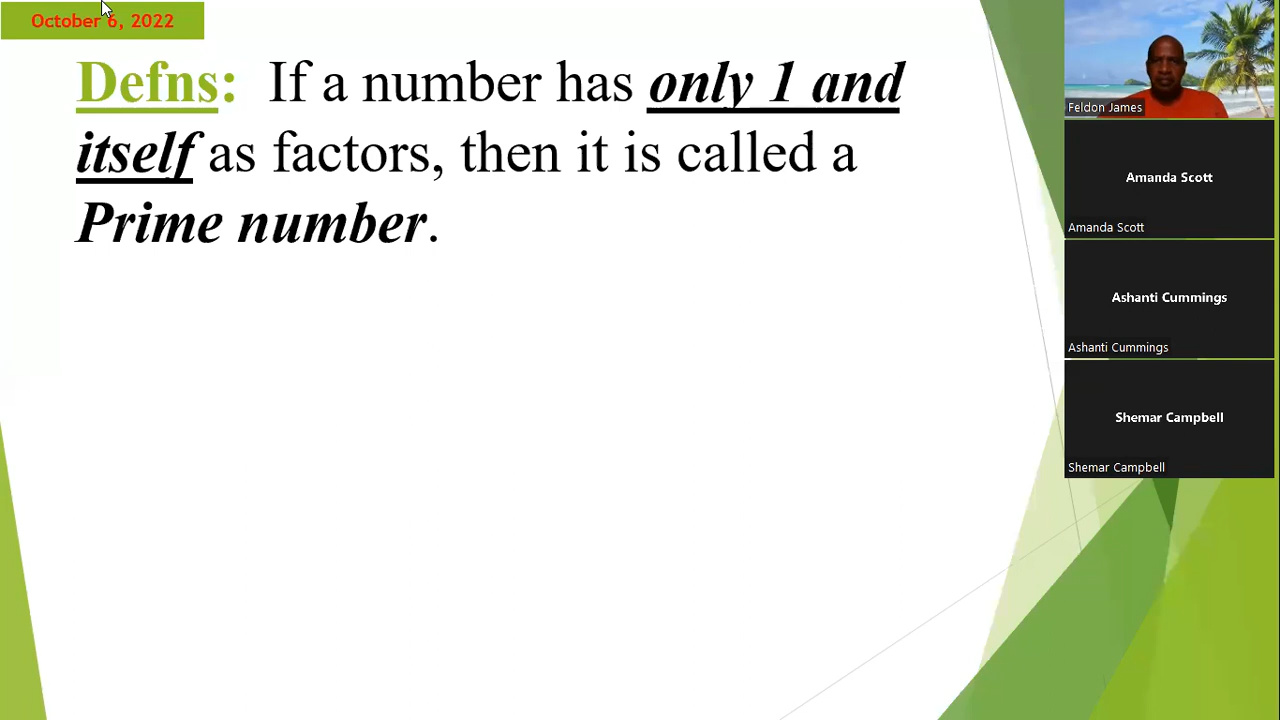 October 6, 2022
Defns: If a number has only 1 and
itself as factors, then it is called a
Prime number.
Feldon James
Amanda Scott
Amanda Scott
Ashanti Cummings
Ashanti Cummings
Shemar Campbell
Shemar Campbell